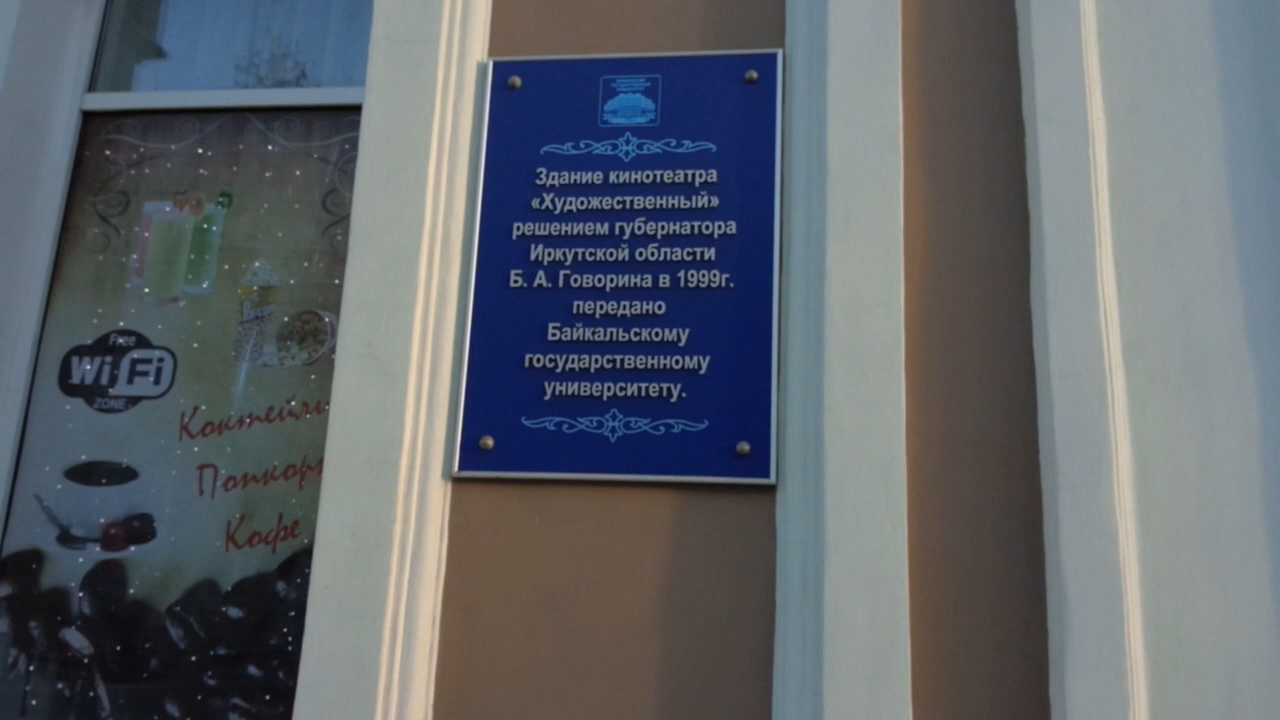 Здание кинотеатра
«Художественный»
решением губернатора
Иркутской области
Б. А. Говорина в 1999г.
передано
Байкальскому
государственному
университету.
Free
Wi Fi
ZONE
Коктейли
Попкорн
Кофе